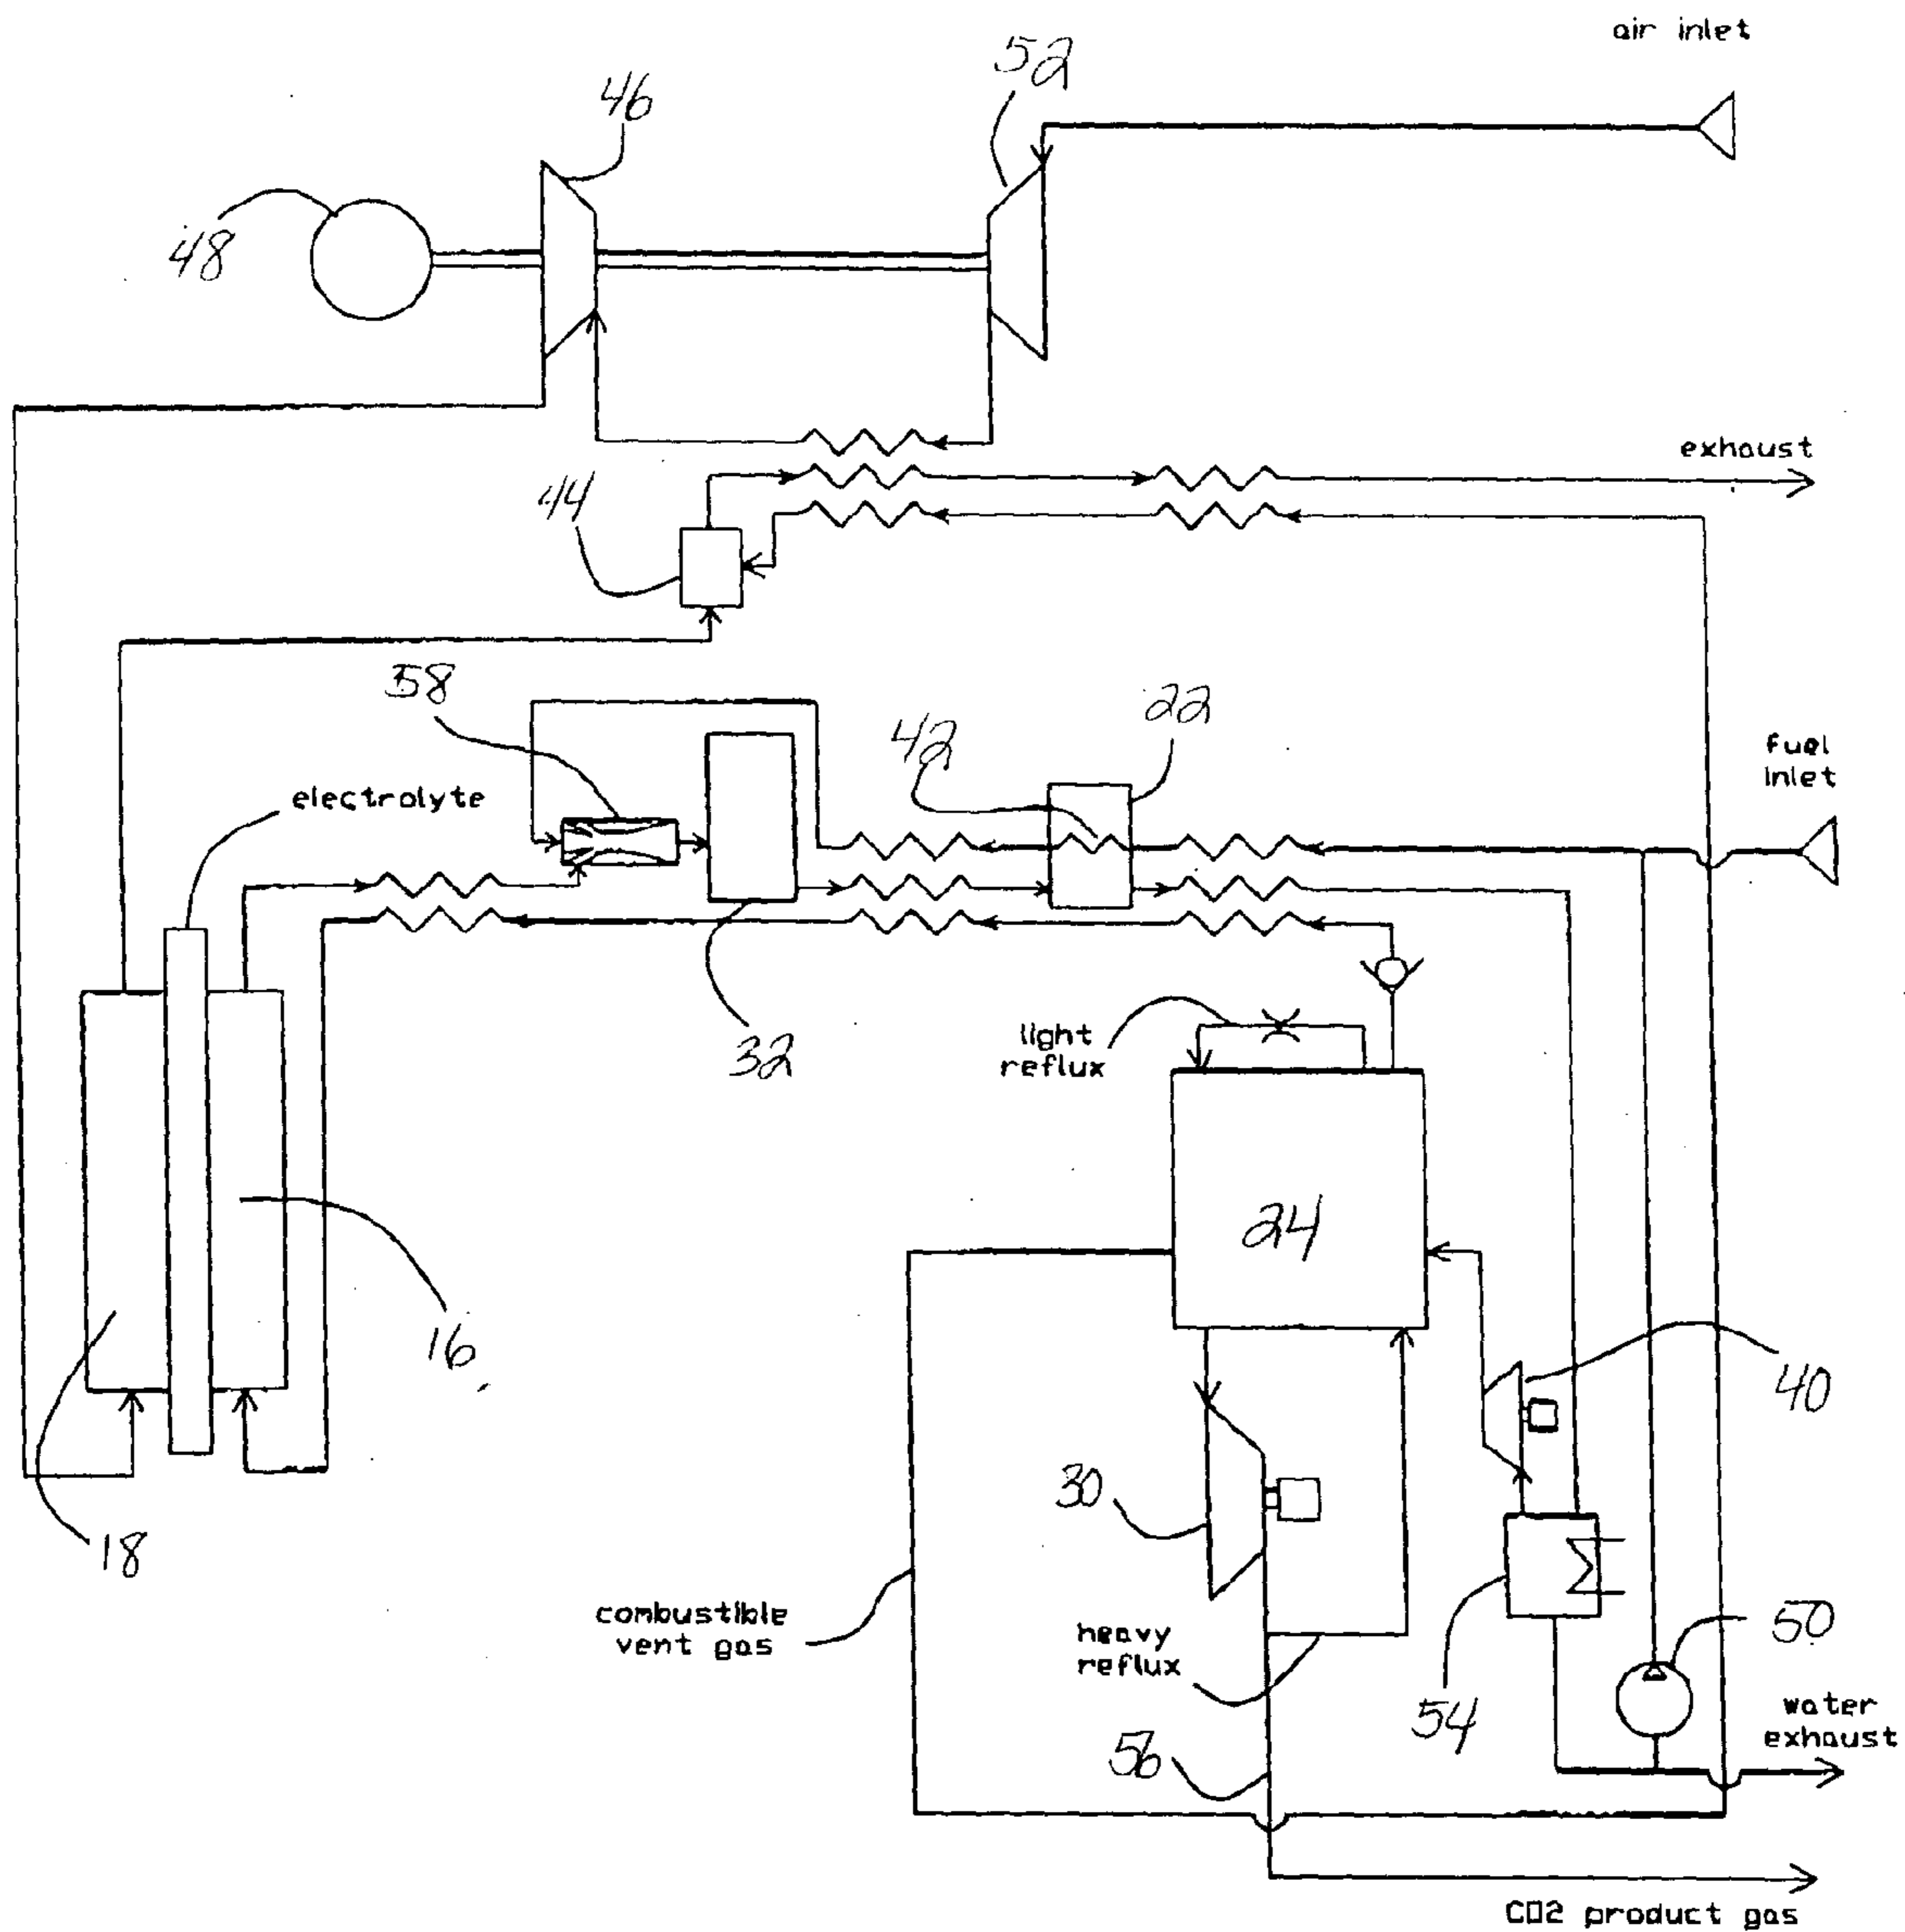 air inlet
52
46
48
exhaust
44
58
22
42
fuel
inlet
electrolyte
light
reflux
32
24
16
40
30
18
combustible
vent gas
heavy
reflux
50
54
water
exhaust
56
CO2 product gas